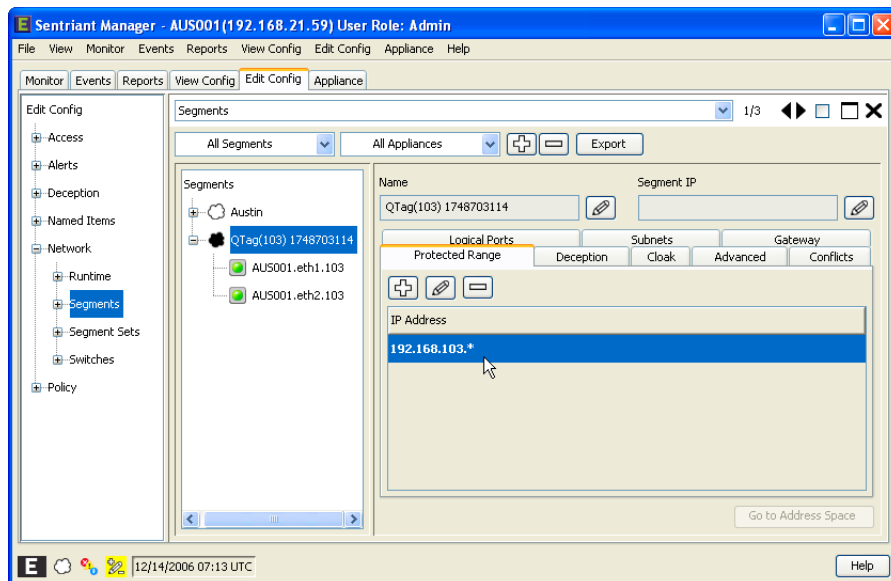 E Sentriant Manager - AUS001(192.168.21.59) User Role: Admin
File View Monitor Events Reports View Config Edit Config Appliance Help
Monitor Events Reports View Config Edit Config Appliance
Edit Config
Access
Alerts
Deception
Named Items
Network
Runtime
Segments
Segment Sets
Switches
Policy
Segments 1/3
All Segments All Appliances Export
Segments
Austin
QTag(103) 1748703114
AUS001.eth1.103
AUS001.eth2.103
Name Segment IP
QTag(103) 1748703114
Logical Ports Subnets Gateway
Protected Range Deception Cloak Advanced Conflicts
IP Address
192.168.103.*
Go to Address Space
E 12/14/2006 07:13 UTC Help